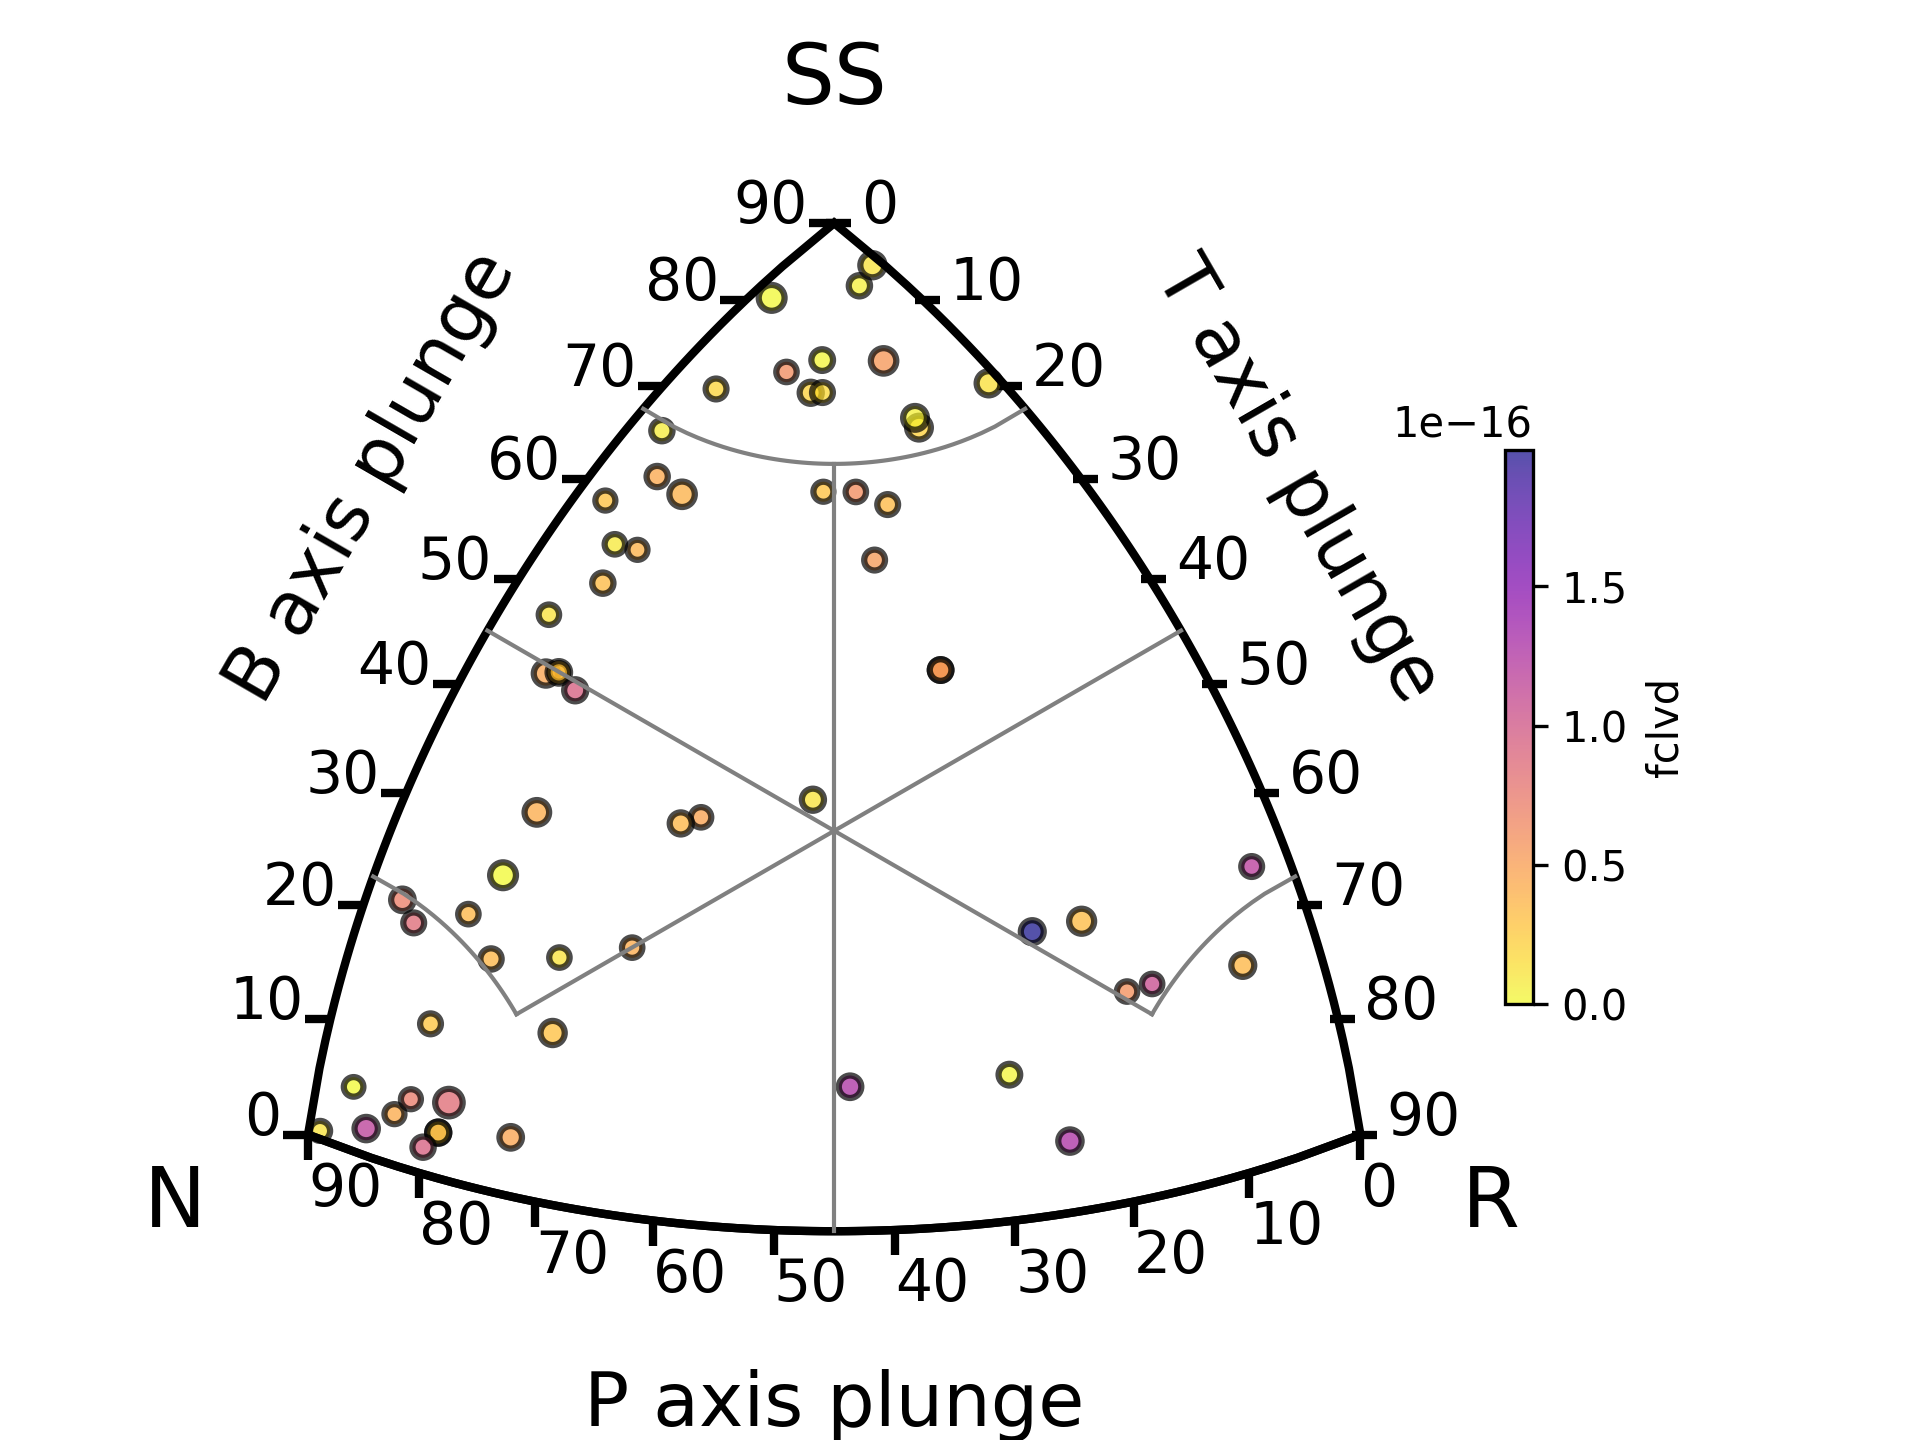 SS
90 0
80 10
70 20
60 30
50 40
40 50
30 60
20 70
10 80
0 90
B axis plunge
T axis plunge
N
R
90 80 70 60 50 40 30 20 10 0
P axis plunge
1e−16
1.5
1.0
0.5
0.0
fclvd